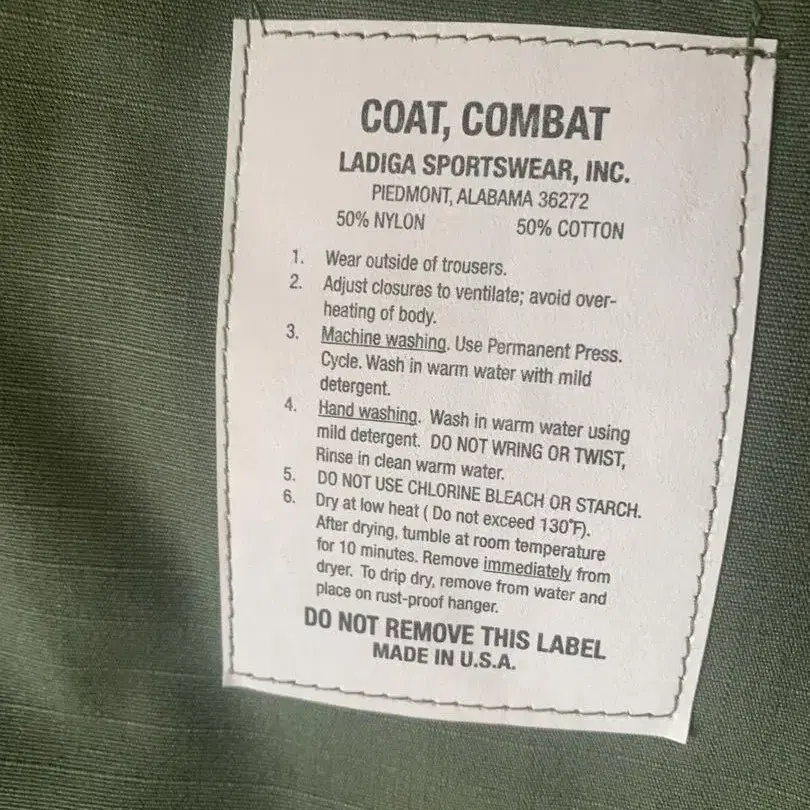 COAT, COMBAT
LADIGA SPORTSWEAR, INC.
PIEDMONT, ALABAMA 36272
50% NYLON 50% COTTON
1. Wear outside of trousers.
2. Adjust closures to ventilate; avoid over-
heating of body.
3. Machine washing. Use Permanent Press.
Cycle. Wash in warm water with mild
detergent.
4. Hand washing. Wash in warm water using
mild detergent. DO NOT WRING OR TWIST,
Rinse in clean warm water.
5. DO NOT USE CHLORINE BLEACH OR STARCH.
6. Dry at low heat ( Do not exceed 130°F).
After drying, tumble at room temperature
for 10 minutes. Remove immediately from
dryer. To drip dry, remove from water and
place on rust-proof hanger.
DO NOT REMOVE THIS LABEL
MADE IN U.S.A.